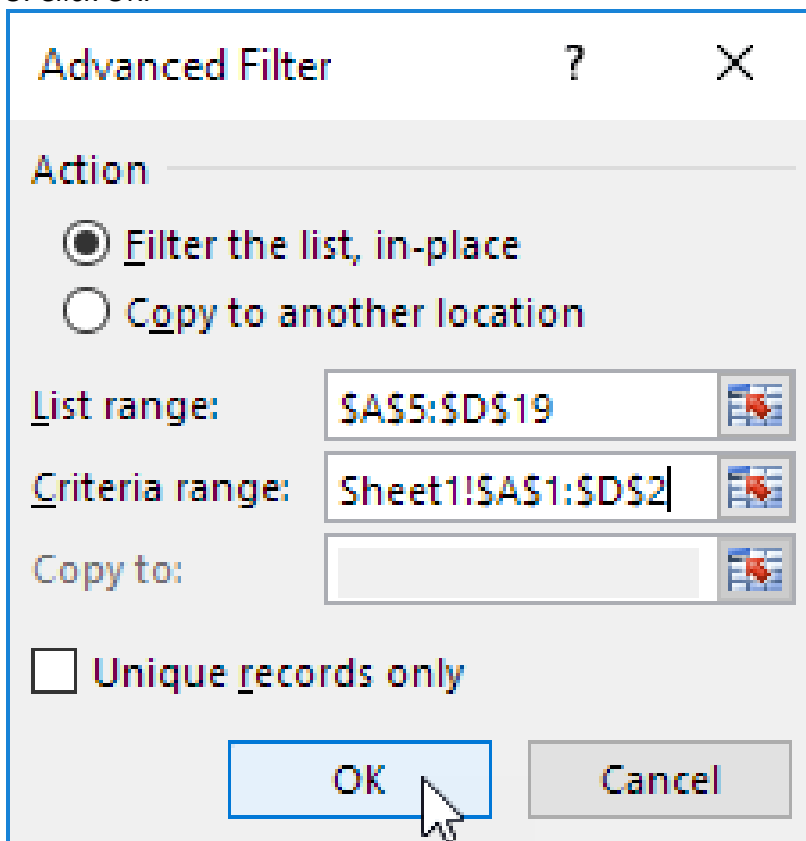 Advanced Filter ?
Action
Filter the list, in-place
Copy to another location
List range: $A$5:$D$19
Criteria range: Sheet1!$A$1:$D$2
Copy to:
Unique records only
OK Cancel